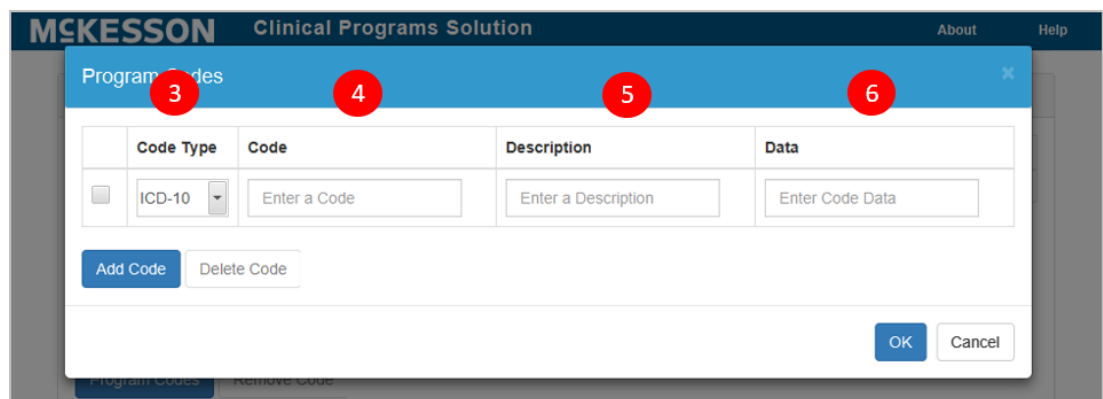 MCKESSON Clinical Programs Solution About Help
Program Codes ×
3 4 5 6
Code Type Code Description Data
ICD-10 Enter a Code Enter a Description Enter Code Data
Add Code Delete Code
OK Cancel
Program Codes Remove Code